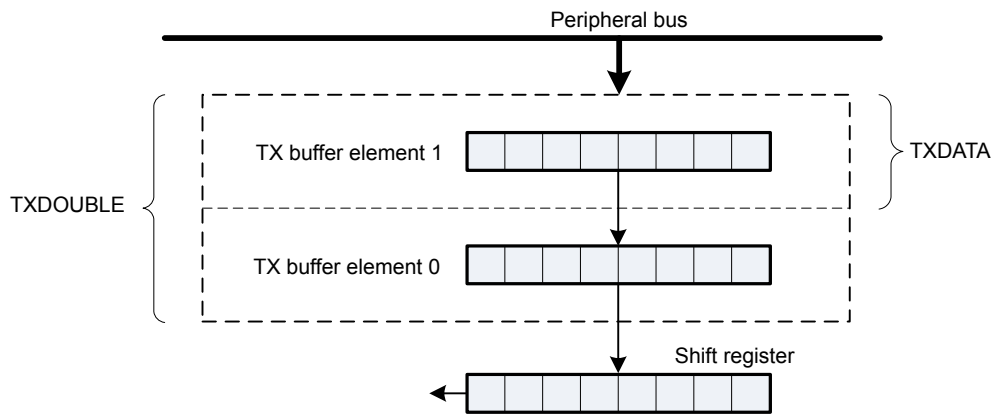 Peripheral bus
TX buffer element 1
TXDATA
TXDOUBLE
TX buffer element 0
Shift register